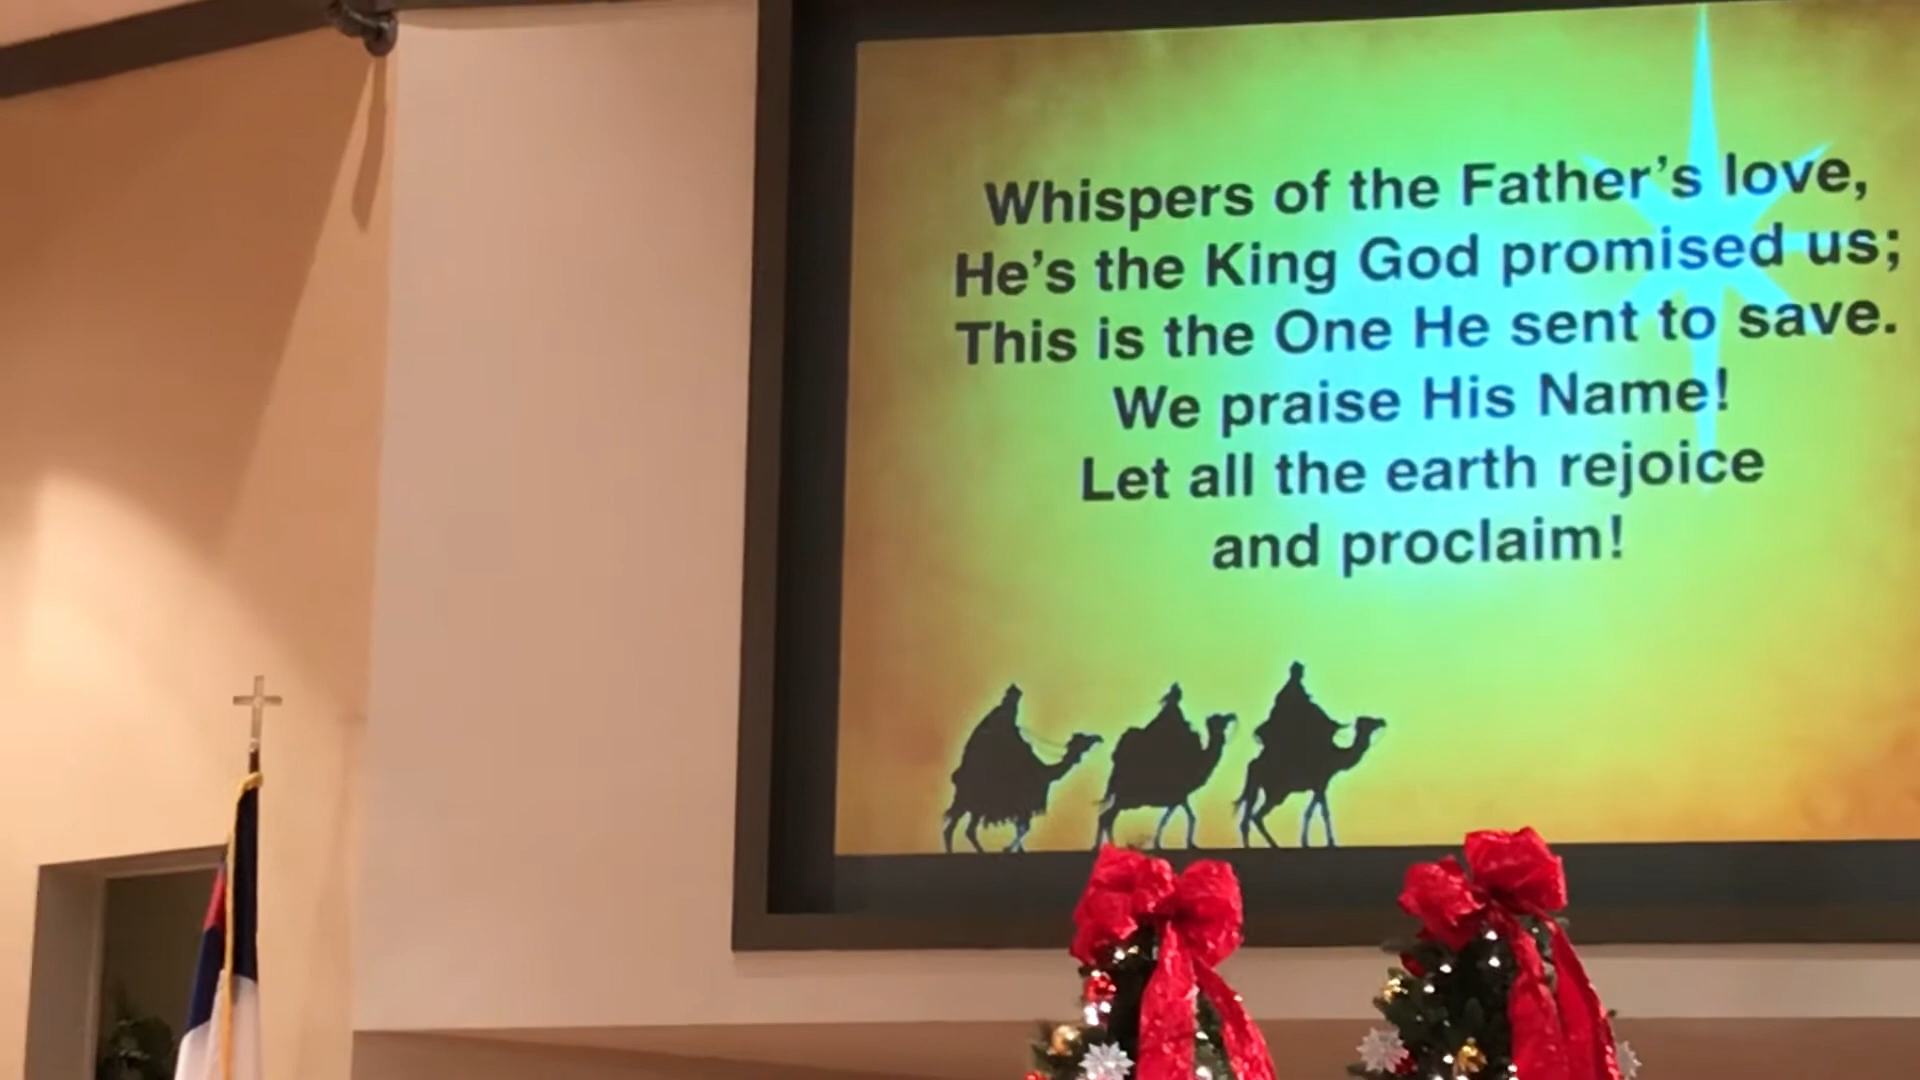 Whispers of the Father's love,
He's the King God promised us;
This is the One He sent to save.
We praise His Name!
Let all the earth rejoice
and proclaim!